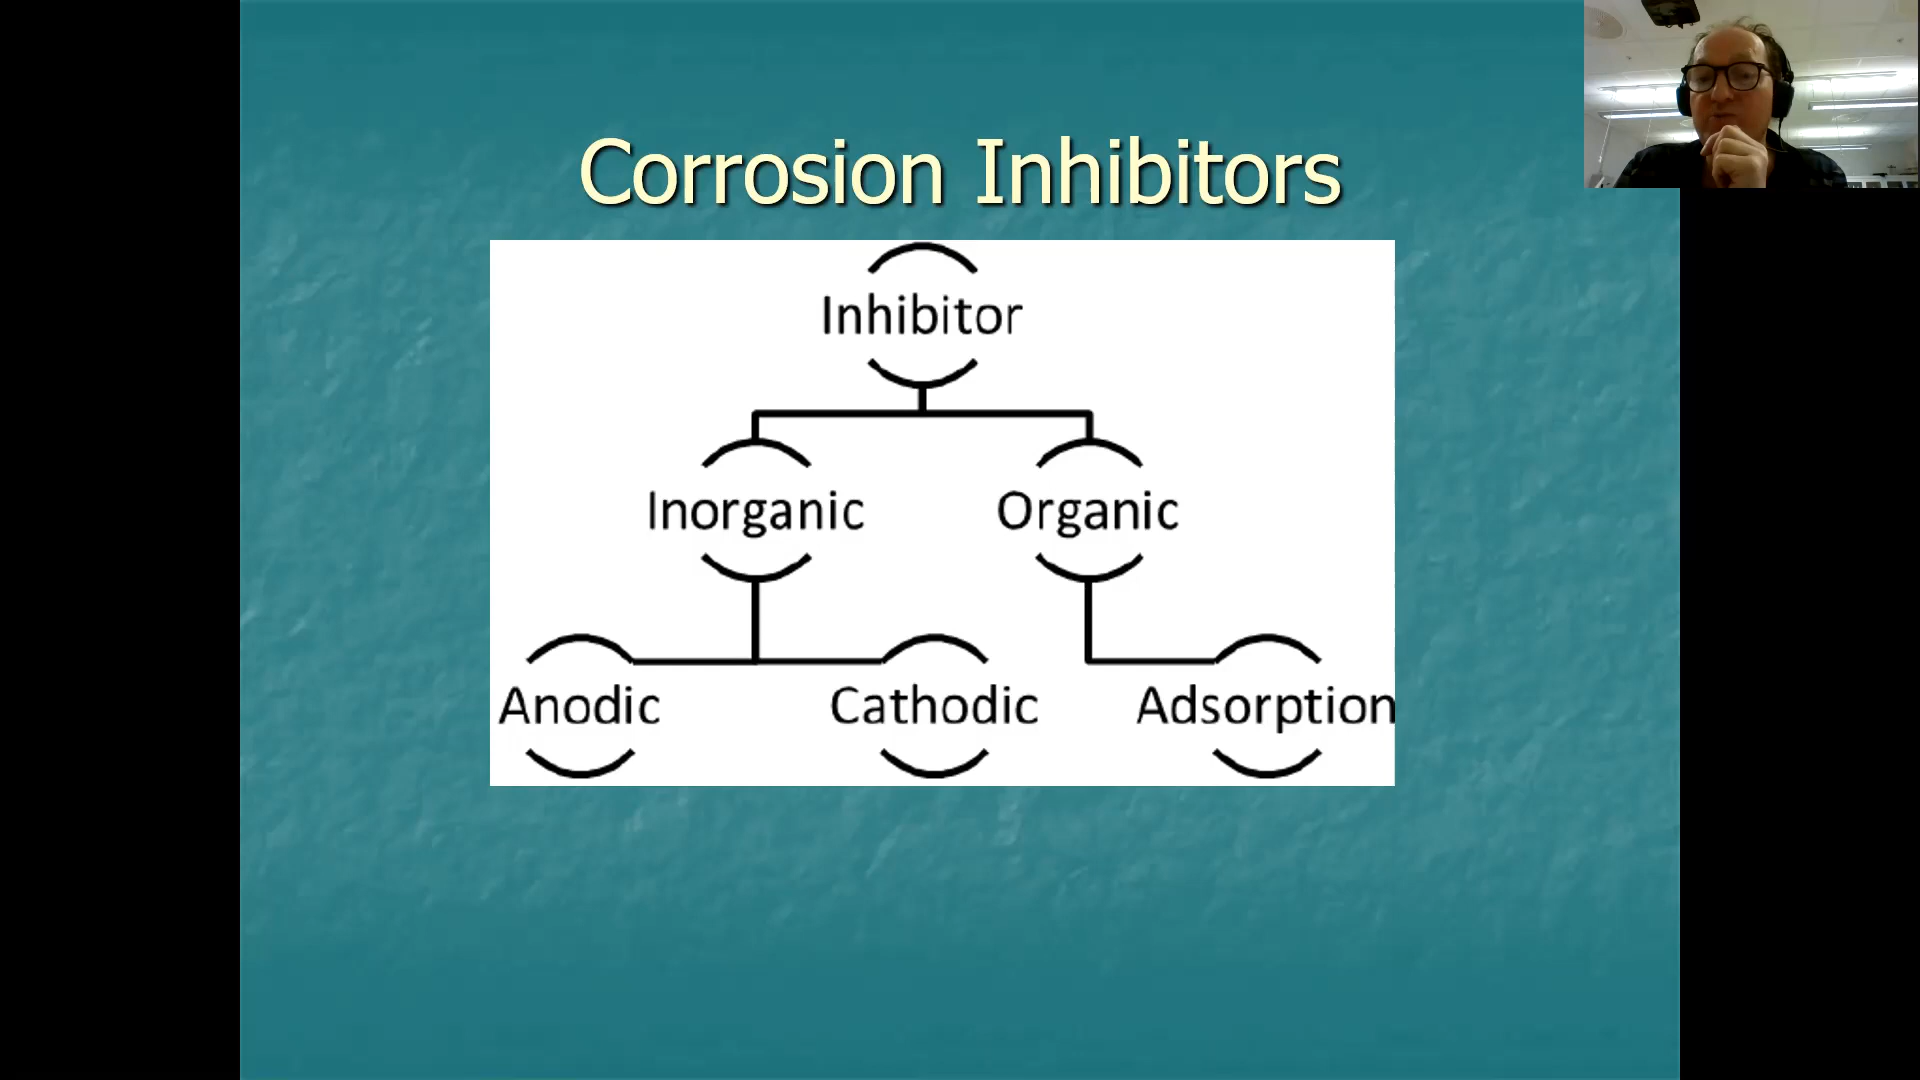 Corrosion Inhibitors
Inhibitor
Inorganic Organic
Anodic Cathodic Adsorption